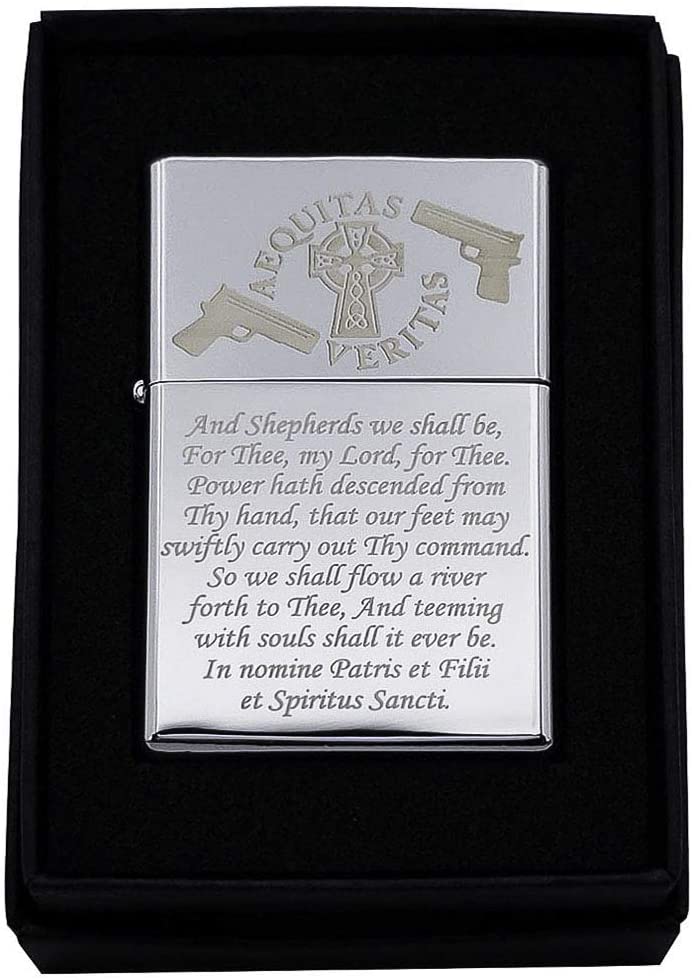 AEQUITAS
VERITAS
And Shepherds we shall be,
For Thee, my Lord, for Thee.
Power hath descended from
Thy hand, that our feet may
swiftly carry out Thy command.
So we shall flow a river
forth to Thee, And teeming
with souls shall it ever be.
In nomine Patris et Filii
et Spiritus Sancti.